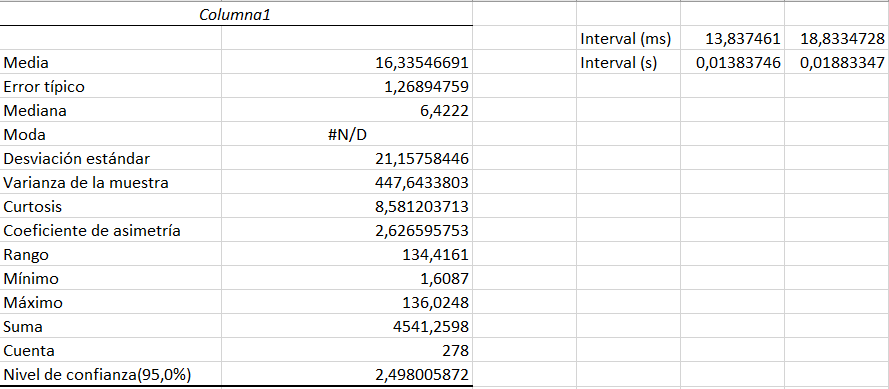 Columna1
Interval (ms) 13,837461 18,8334728
Media 16,33546691 Interval (s) 0,01383746 0,01883347
Error típico 1,26894759
Mediana 6,4222
Moda #N/D
Desviación estándar 21,15758446
Varianza de la muestra 447,6433803
Curtosis 8,581203713
Coeficiente de asimetría 2,626595753
Rango 134,4161
Mínimo 1,6087
Máximo 136,0248
Suma 4541,2598
Cuenta 278
Nivel de confianza(95,0%) 2,498005872